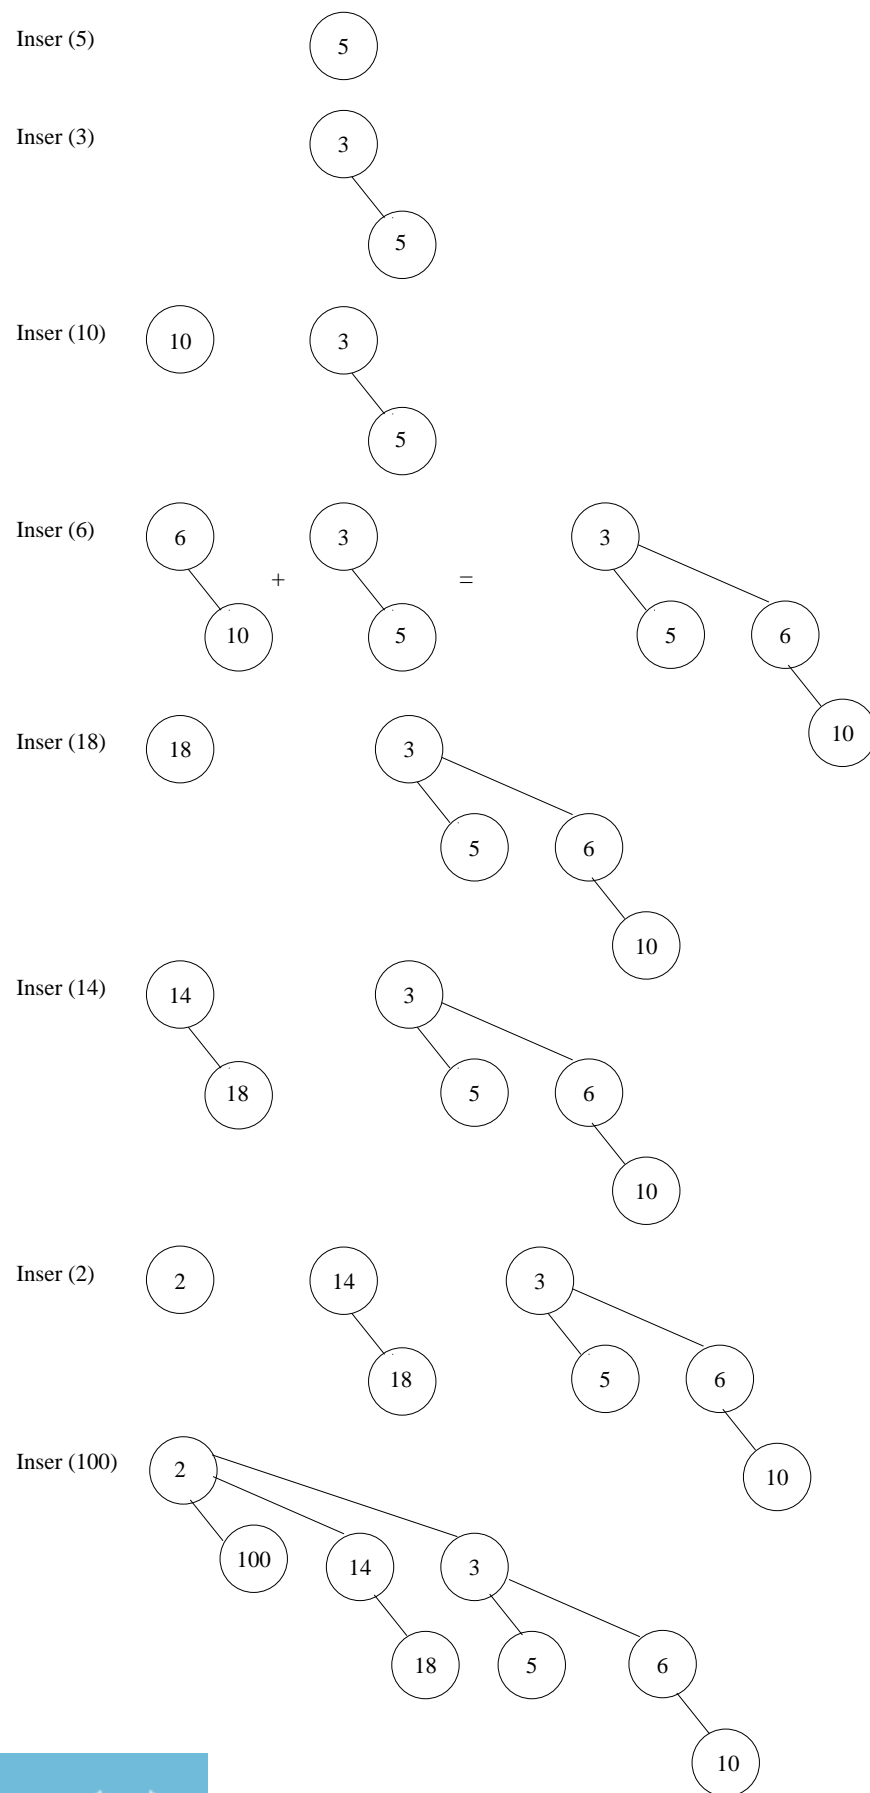 Inser (5)
5
Inser (3)
3
5
Inser (10)
10 3
5
Inser (6)
6 3 3
+ =
10 5 5 6
10
Inser (18)
18 3
5 6
10
Inser (14)
14 3
18 5 6
10
Inser (2)
2 14 3
18 5 6
10
Inser (100)
2
100 14 3
18 5 6
10